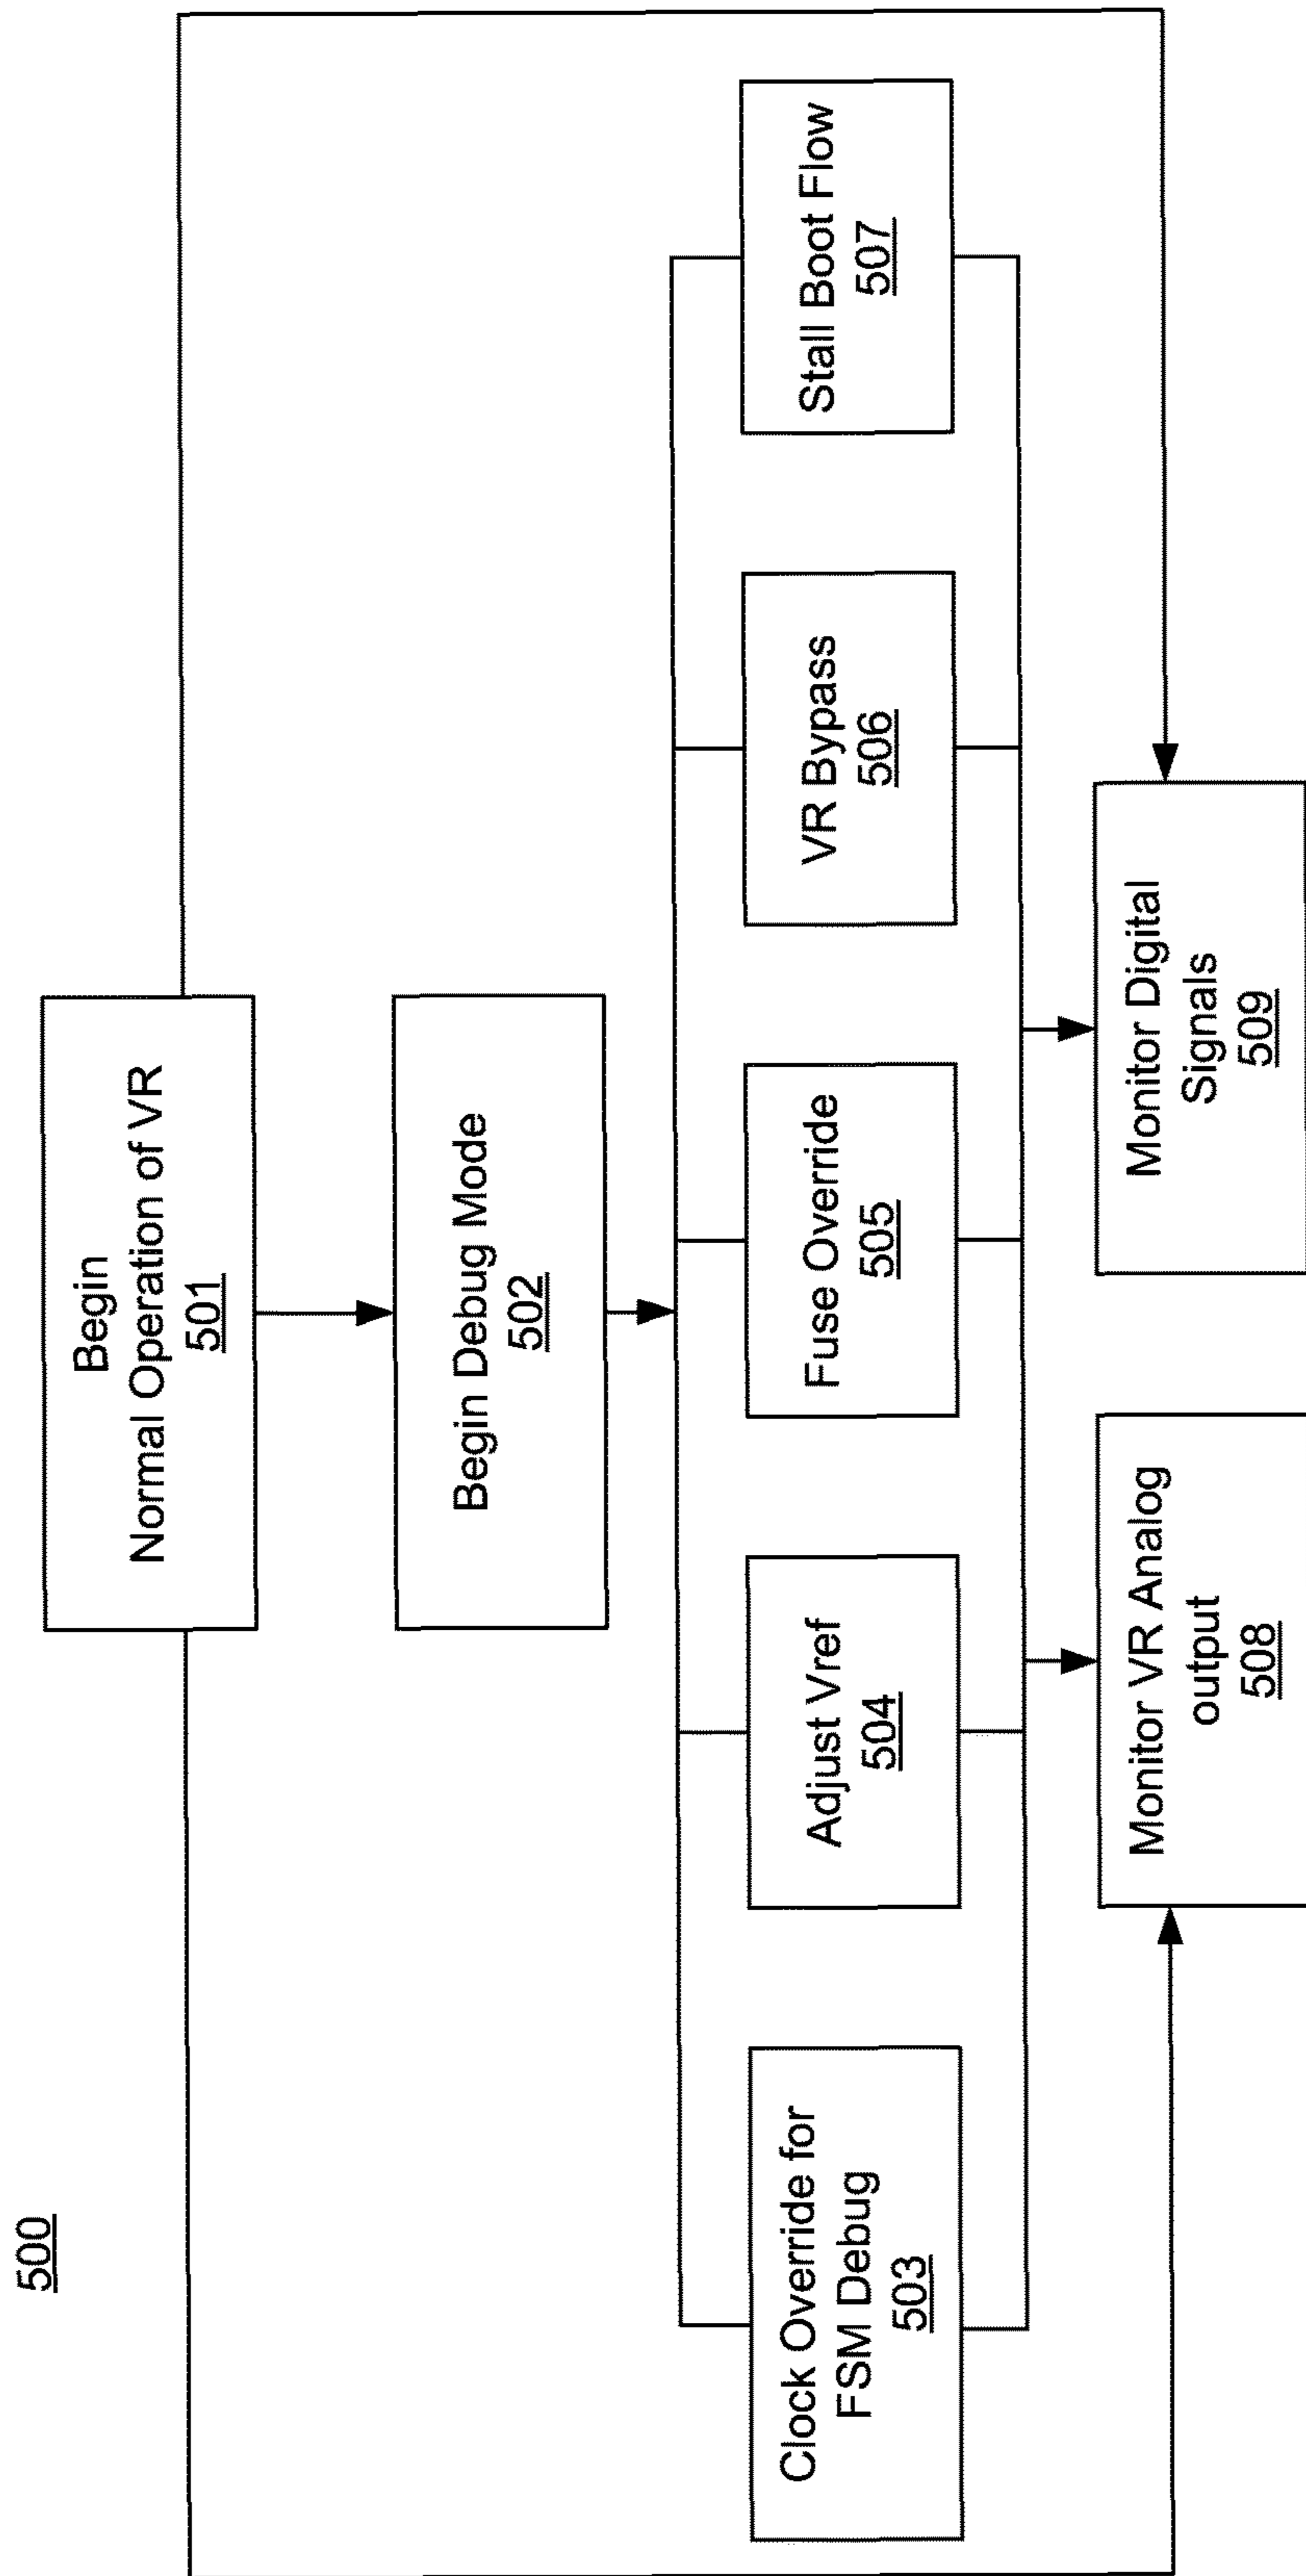 500
Begin
Normal Operation of VR
501
Begin Debug Mode
502
Clock Override for
FSM Debug
503
Adjust Vref
504
Fuse Override
505
VR Bypass
506
Stall Boot Flow
507
Monitor VR Analog
output
508
Monitor Digital
Signals
509